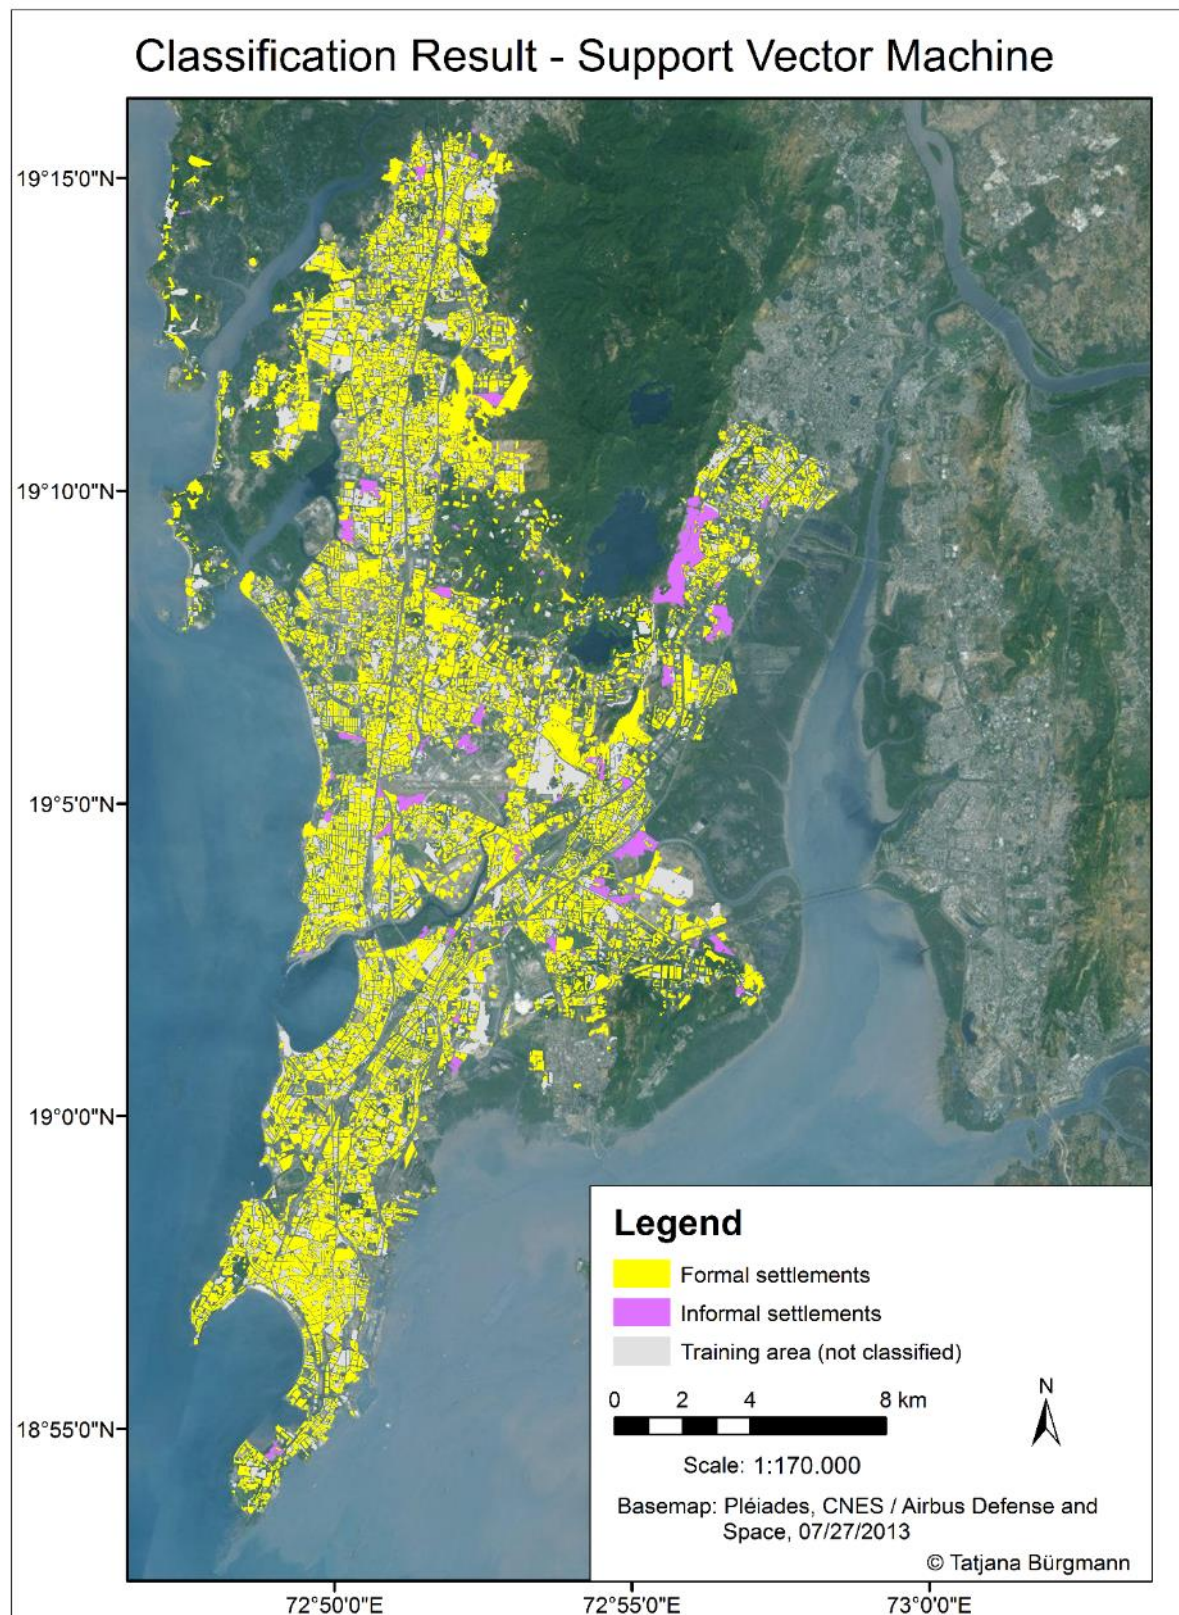 Classification Result - Support Vector Machine
19°15'0"N
19°10'0"N
19°5'0"N
19°0'0"N
18°55'0"N
Legend
Formal settlements
Informal settlements
Training area (not classified)
0 2 4 8 km
N
Scale: 1:170.000
Basemap: Pléiades, CNES / Airbus Defense and
Space, 07/27/2013
© Tatjana Bürgmann
72°50'0"E 72°55'0"E 73°0'0"E